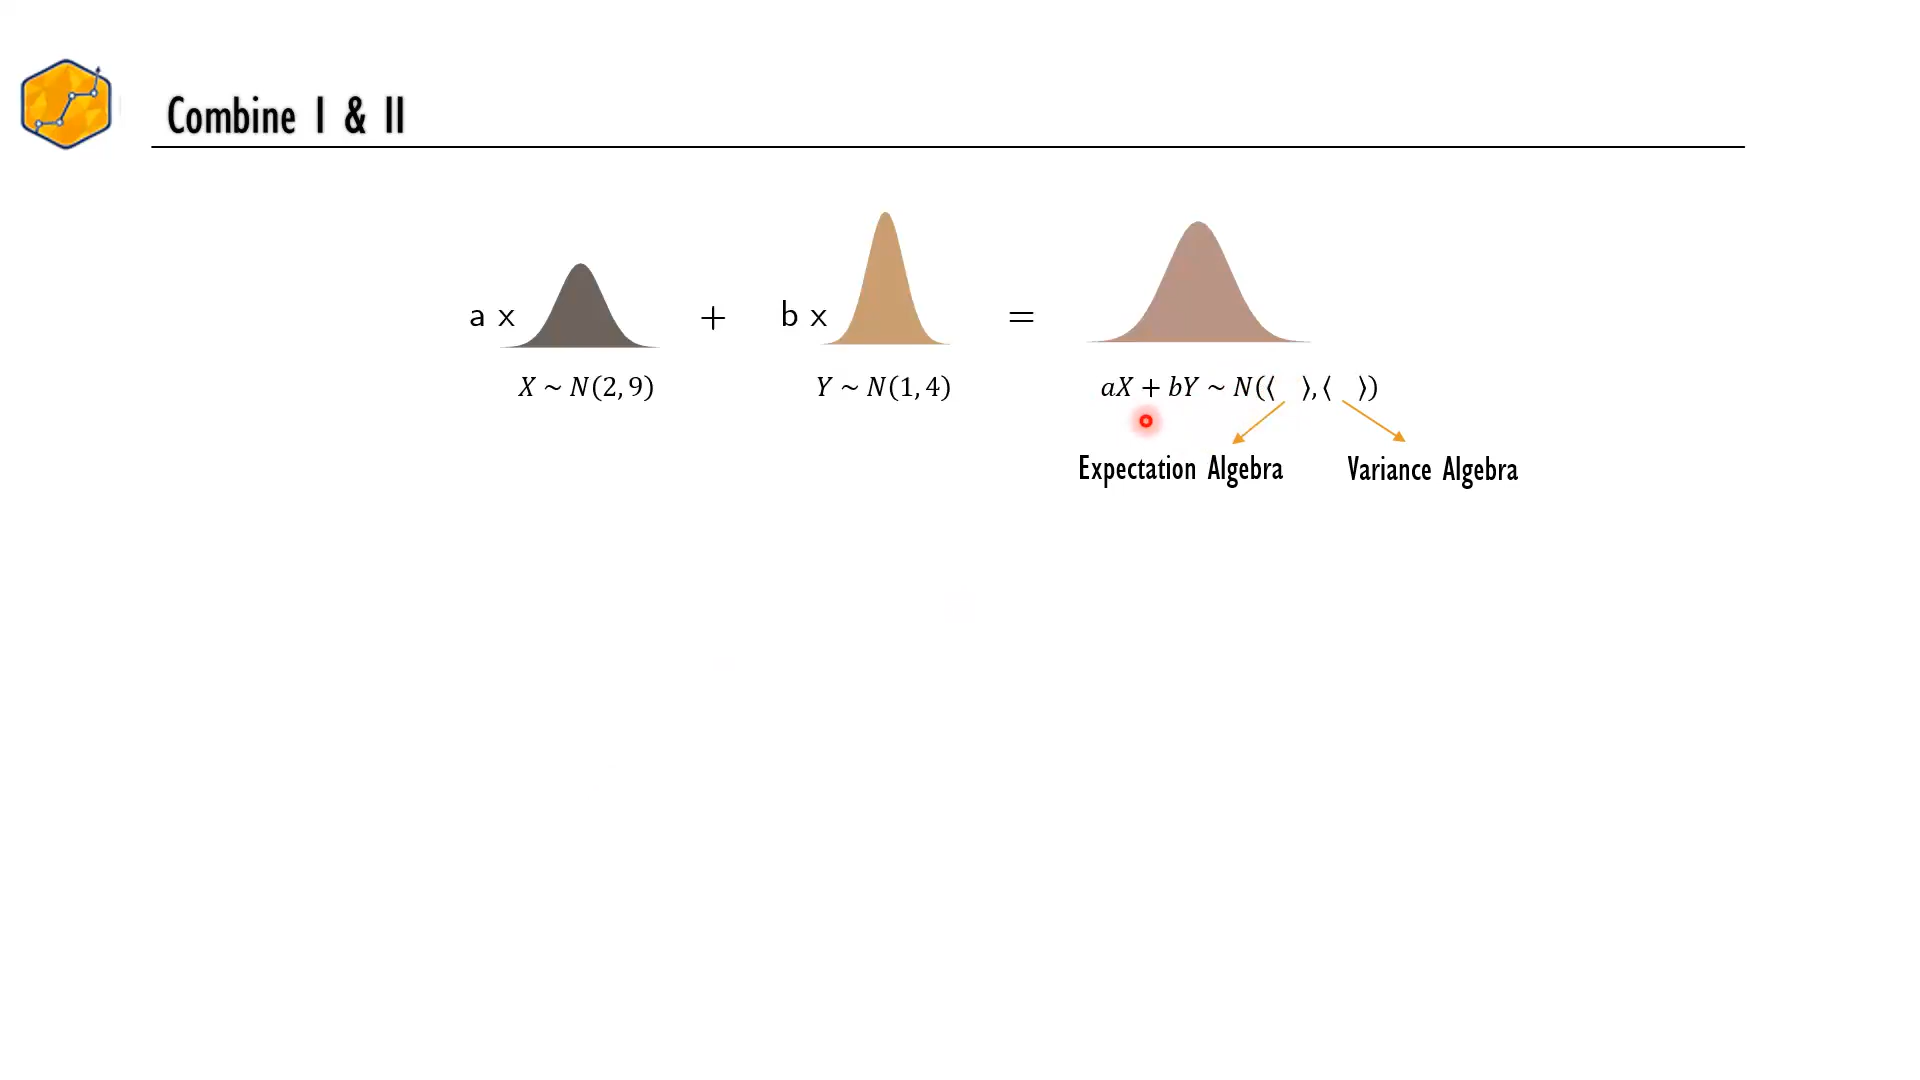 Combine I & II
a x + b x =
X ~ N(2, 9) Y ~ N(1, 4) aX + bY ~ N(⟨ ⟩,⟨ ⟩)
Expectation Algebra Variance Algebra